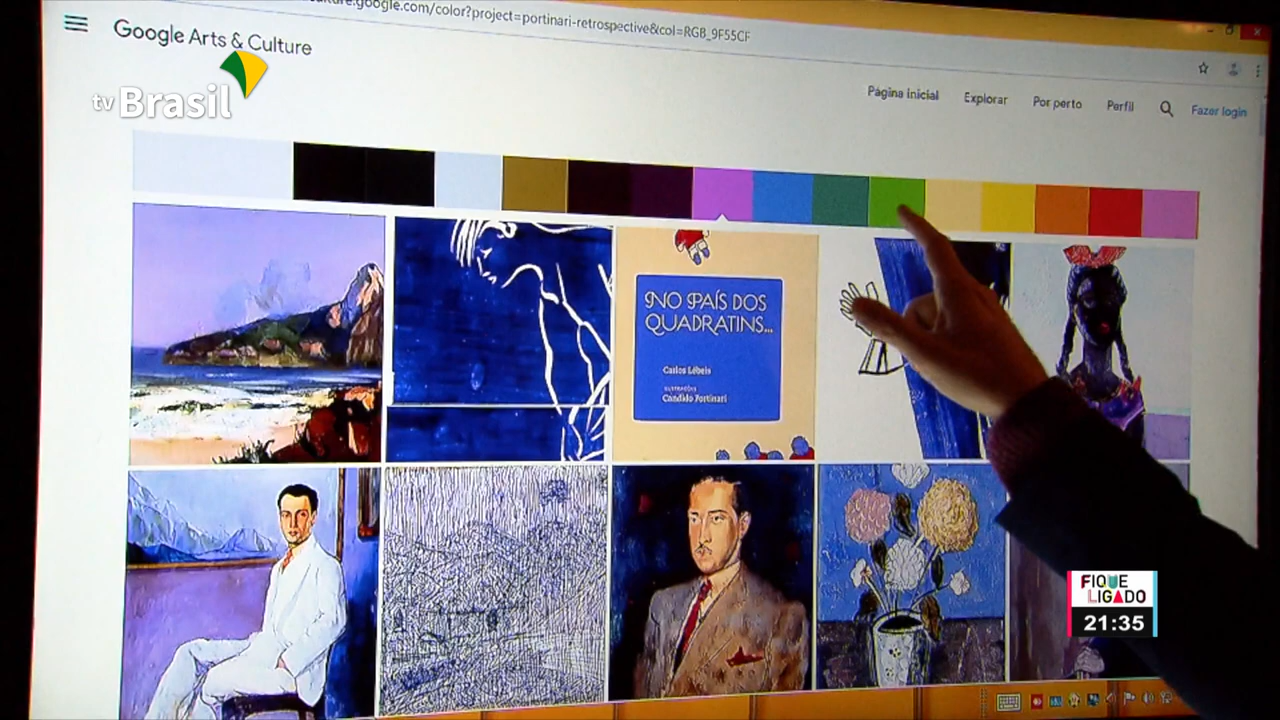 culture.google.com/color?project=portinari-retrospective&col=RGB_9F55CF
Google Arts & Culture
tv Brasil
Página inicial
Explorar
Por perto
Perfil
Fazer login
NO PAÍS DOS
QUADRATINS...
Carlos Lébeis
ILUSTRAÇÕES
Candido Portinari
FIQUE
LIGADO
21:35